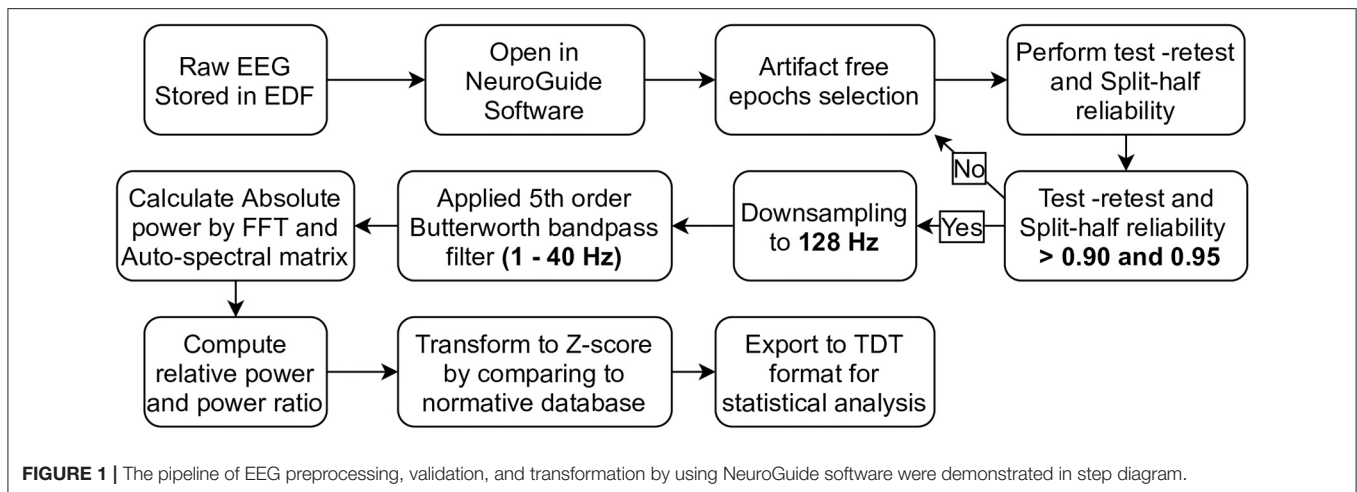 Raw EEG
Stored in EDF
Open in
NeuroGuide
Software
Artifact free
epochs selection
Perform test -retest
and Split-half
reliability
No
Test -retest and
Split-half reliability
> 0.90 and 0.95
Yes
Downsampling
to 128 Hz
Applied 5th order
Butterworth bandpass
filter (1 - 40 Hz)
Calculate Absolute
power by FFT and
Auto-spectral matrix
Compute
relative power
and power ratio
Transform to Z-score
by comparing to
normative database
Export to TDT
format for
statistical analysis
FIGURE 1 | The pipeline of EEG preprocessing, validation, and transformation by using NeuroGuide software were demonstrated in step diagram.